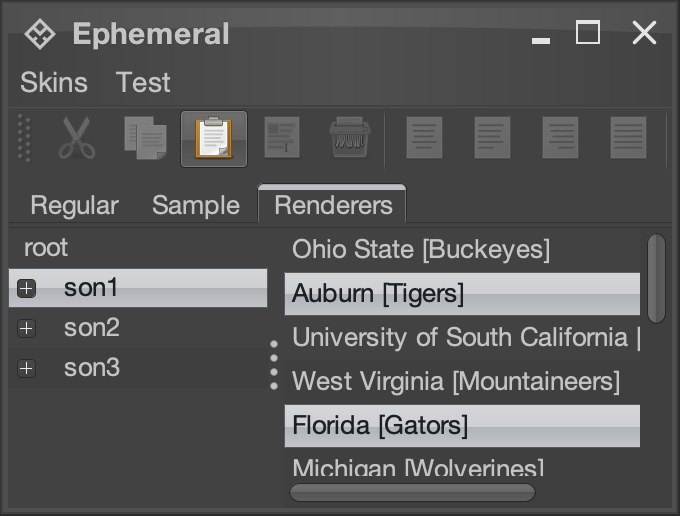 Ephemeral
Skins Test
Regular Sample Renderers
root
son1
son2
son3
Ohio State [Buckeyes]
Auburn [Tigers]
University of South California [
West Virginia [Mountaineers]
Florida [Gators]
Michigan [Wolverines]